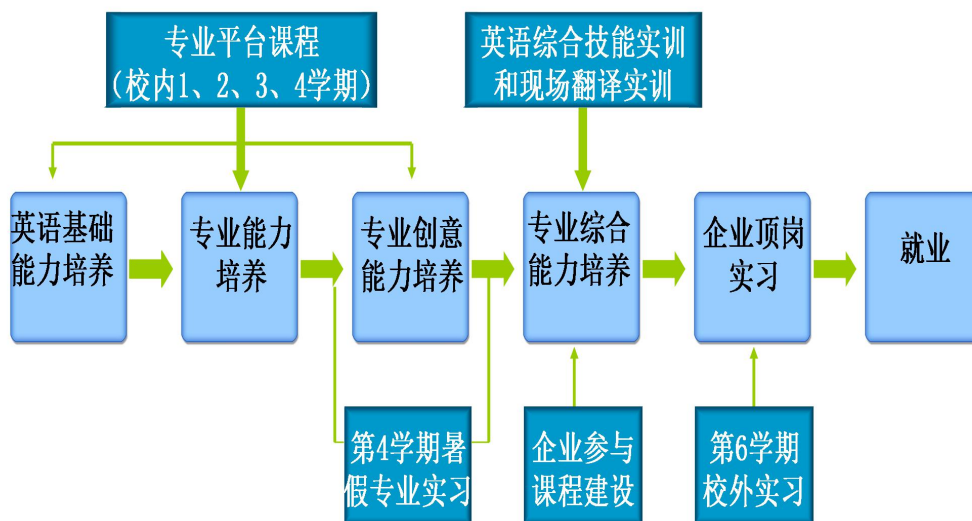 专业平台课程
（校内1、2、3、4学期）
英语综合技能实训
和现场翻译实训
英语基础
能力培养
专业能力
培养
专业创意
能力培养
专业综合
能力培养
企业顶岗
实习
就业
第4学期暑
假专业实习
企业参与
课程建设
第6学期
校外实习